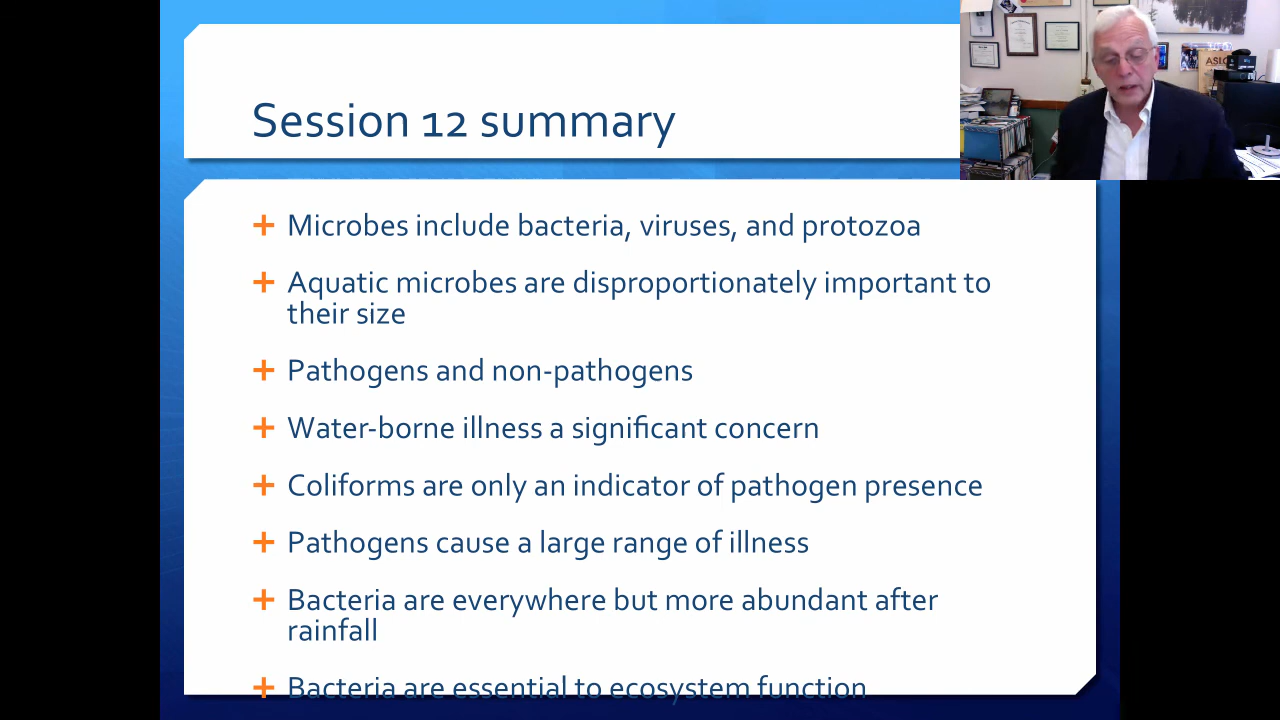 Session 12 summary
Microbes include bacteria, viruses, and protozoa
Aquatic microbes are disproportionately important to
their size
Pathogens and non-pathogens
Water-borne illness a significant concern
Coliforms are only an indicator of pathogen presence
Pathogens cause a large range of illness
Bacteria are everywhere but more abundant after
rainfall
Bacteria are essential to ecosystem function